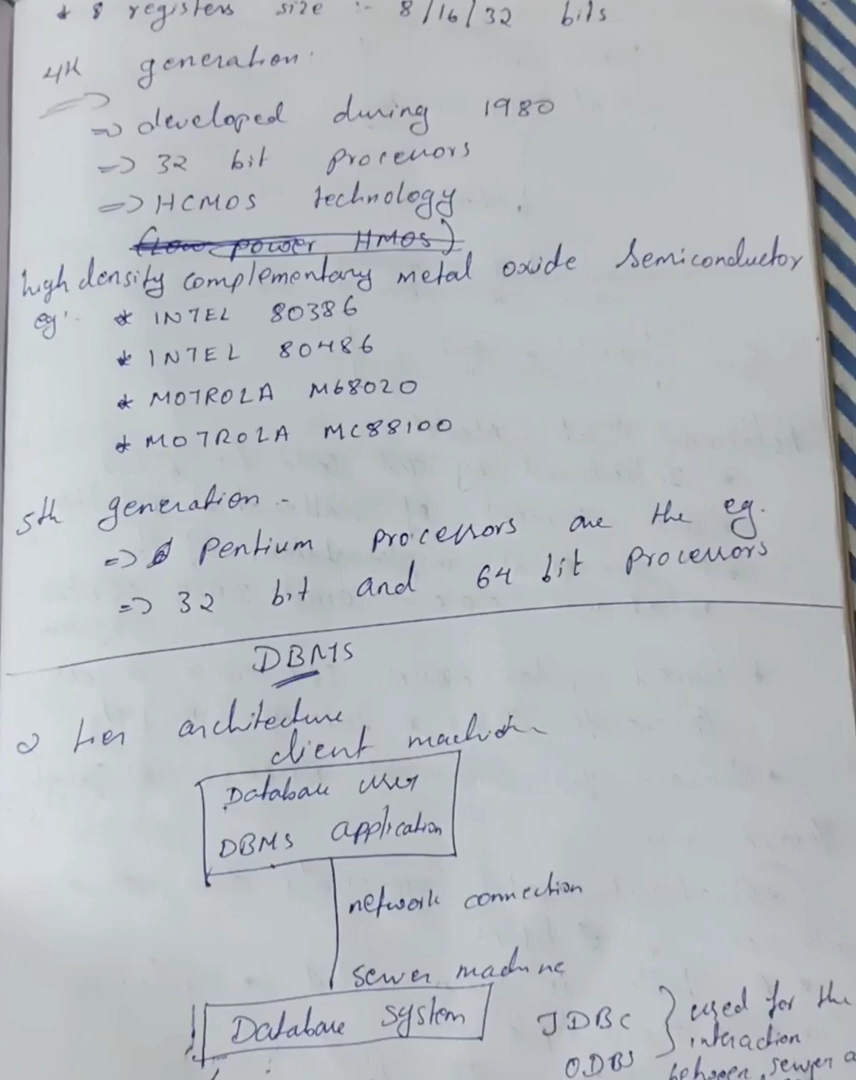 * 8 registers size :- 8/16/32 bits
4th generation
=> developed during 1980
=> 32 bit processors
=> HCMOS technology
(Low power HMOS)
high density complementary metal oxide semiconductor
eg:- * INTEL 80386
* INTEL 80486
* MOTROLA M68020
* MOTROLA MC88100
5th generation -
=> Pentium processors are the eg.
=> 32 bit and 64 bit processors
DBMS
2 tier architecture
client machine
Database user
DBMS application
network connection
server machine
Database system
JDBC } used for the
ODBS interaction
between server